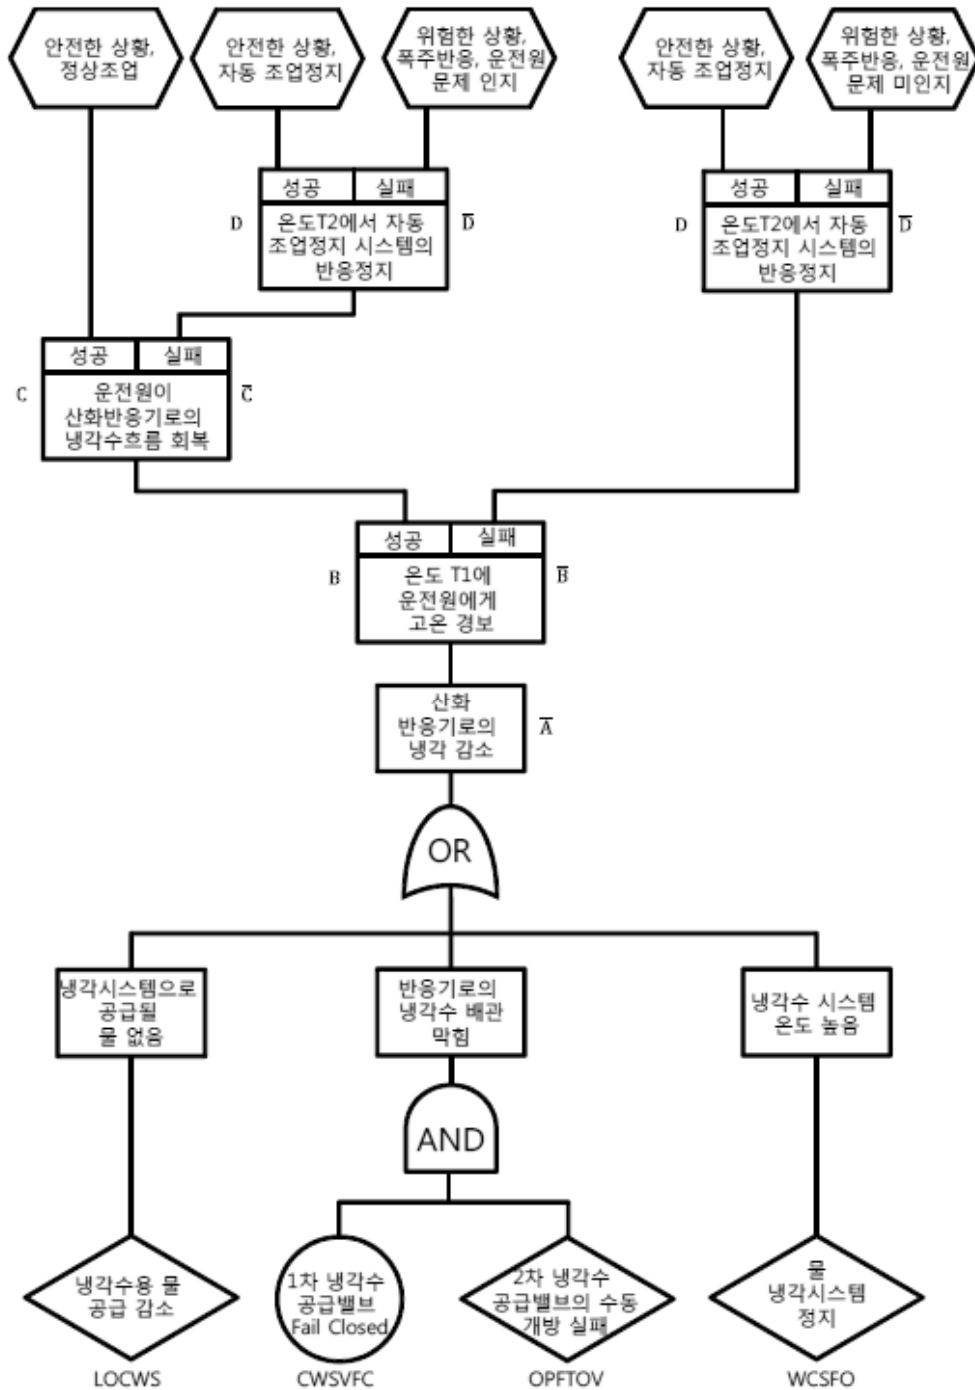 안전한 상황,
정상조업
안전한 상황,
자동 조업정지
위험한 상황,
폭주반응, 운전원
문제 인지
안전한 상황,
자동 조업정지
위험한 상황,
폭주반응, 운전원
문제 미인지
성공 실패
D
온도T2에서 자동
조업정지 시스템의
반응정지
D̅
성공 실패
D
온도T2에서 자동
조업정지 시스템의
반응정지
D̅
성공 실패
C
운전원이
산화반응기로의
냉각수흐름 회복
C̅
성공 실패
B
온도 T1에
운전원에게
고온 경보
B̅
산화
반응기로의
냉각 감소
A̅
OR
냉각시스템으로
공급될
물 없음
반응기로의
냉각수 배관
막힘
냉각수 시스템
온도 높음
AND
냉각수용 물
공급 감소
1차 냉각수
공급밸브
Fail Closed
2차 냉각수
공급밸브의 수동
개방 실패
물
냉각시스템
정지
LOCWS
CWSVFC
OPFTOV
WCSFO